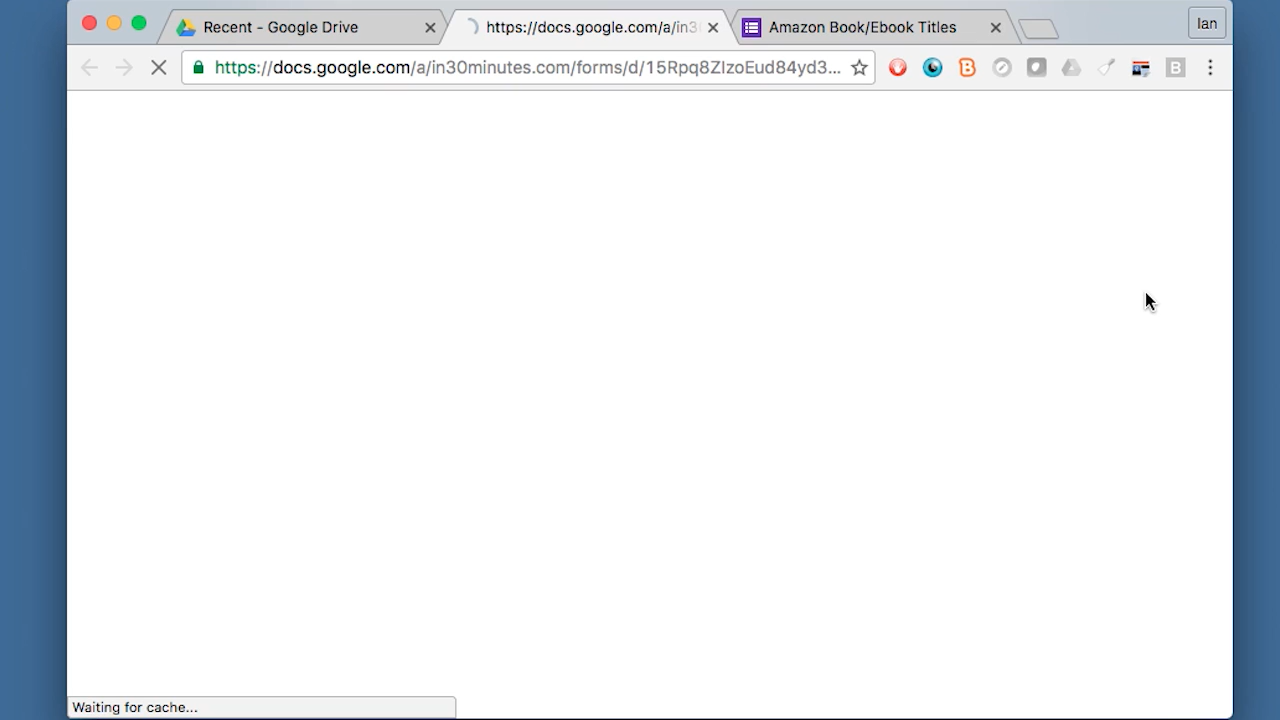 Recent - Google Drive
https://docs.google.com/a/in3
Amazon Book/Ebook Titles
Ian
https://docs.google.com/a/in30minutes.com/forms/d/15Rpq8ZIzoEud84yd3...
B
Waiting for cache...